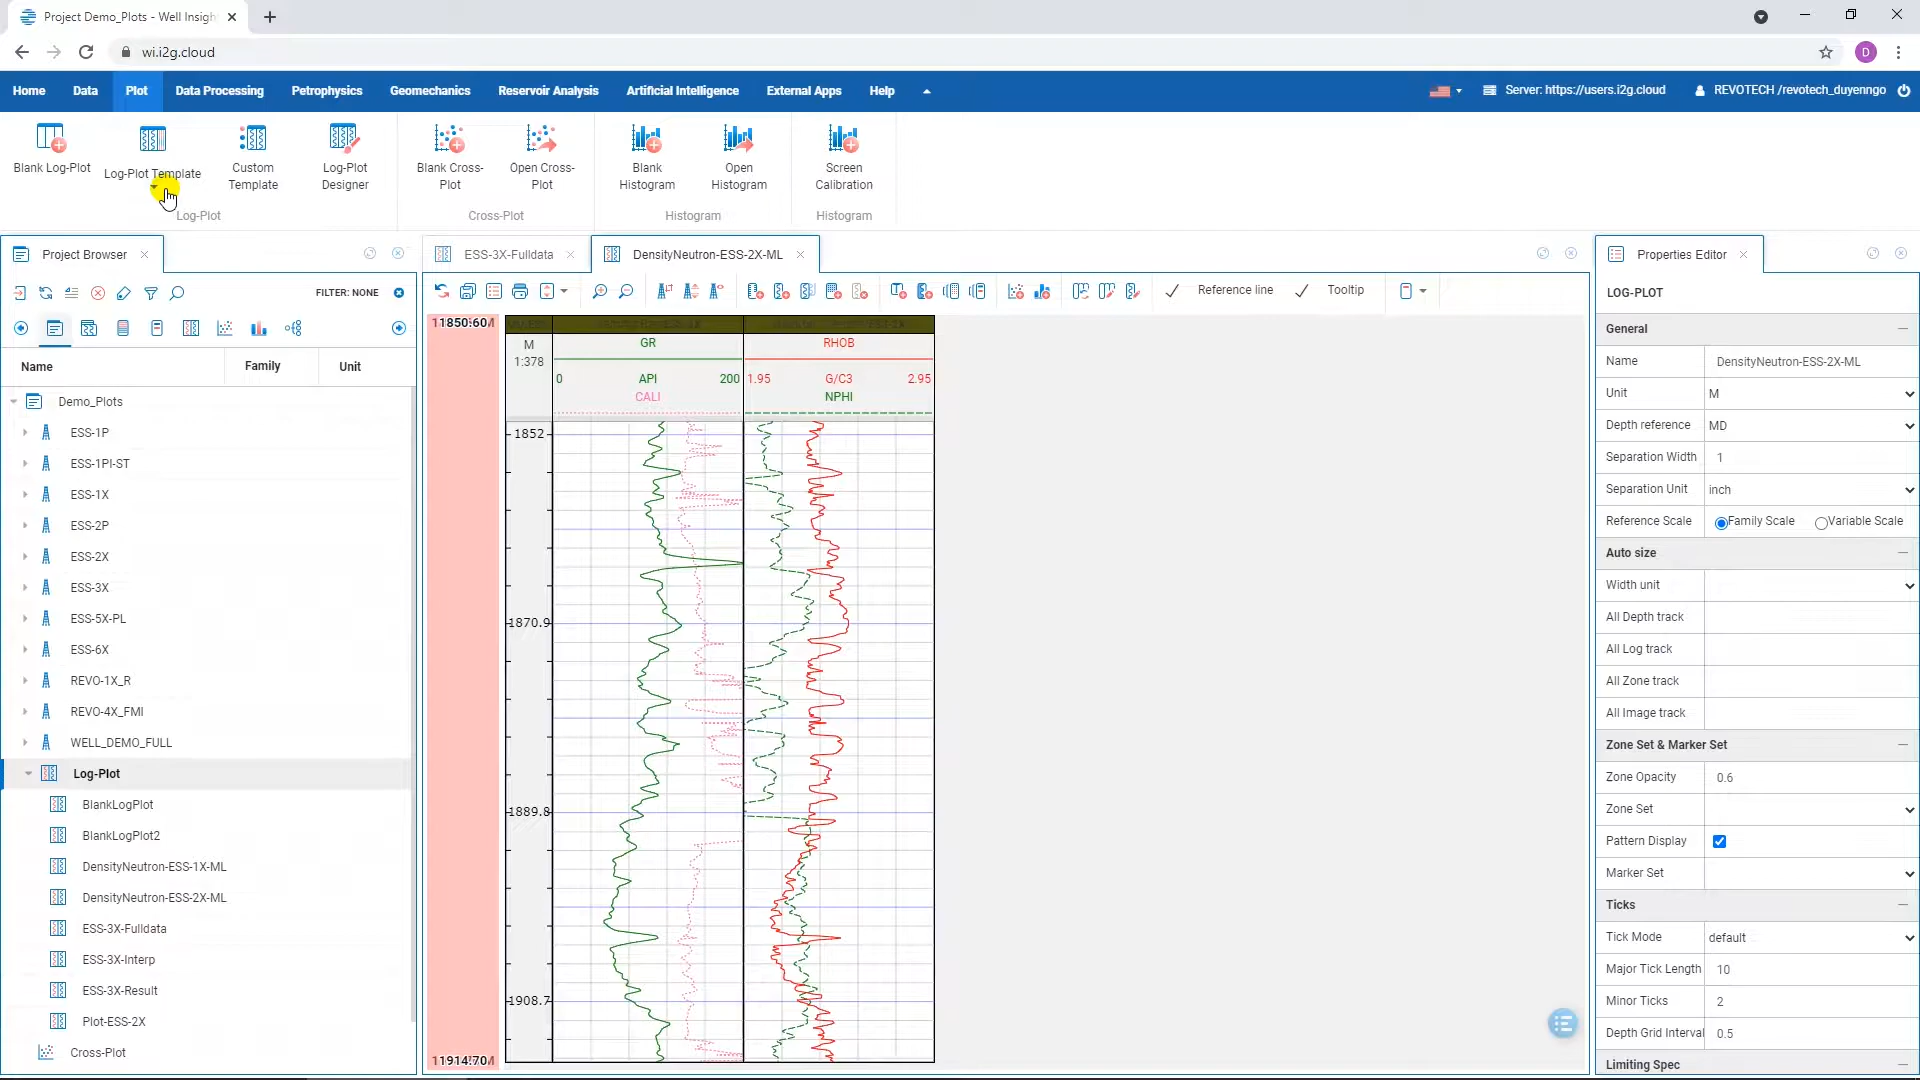 Project Demo_Plots - Well Insigh
wi.i2g.cloud
D
Home Data Plot Data Processing Petrophysics Geomechanics Reservoir Analysis Artificial Intelligence External Apps Help
Server: https://users.i2g.cloud
REVOTECH /revotech_duyenngo
Blank Log-Plot
Log-Plot Template
Custom Template
Log-Plot Designer
Log-Plot
Blank Cross-Plot
Open Cross-Plot
Cross-Plot
Blank Histogram
Open Histogram
Histogram
Screen Calibration
Histogram
Project Browser
FILTER: NONE
Name Family Unit
Demo_Plots
ESS-1P
ESS-1PI-ST
ESS-1X
ESS-2P
ESS-2X
ESS-3X
ESS-5X-PL
ESS-6X
REVO-1X_R
REVO-4X_FMI
WELL_DEMO_FULL
Log-Plot
BlankLogPlot
BlankLogPlot2
DensityNeutron-ESS-1X-ML
DensityNeutron-ESS-2X-ML
ESS-3X-Fulldata
ESS-3X-Interp
ESS-3X-Result
Plot-ESS-2X
Cross-Plot
ESS-3X-Fulldata
DensityNeutron-ESS-2X-ML
Reference line
Tooltip
M
1:378
GR
0 API 200
CALI
RHOB
1.95 G/C3 2.95
NPHI
1852
1870.9
1889.8
1908.7
Properties Editor
LOG-PLOT
General
Name DensityNeutron-ESS-2X-ML
Unit M
Depth reference MD
Separation Width 1
Separation Unit inch
Reference Scale Family Scale Variable Scale
Auto size
Width unit
All Depth track
All Log track
All Zone track
All Image track
Zone Set & Marker Set
Zone Opacity 0.6
Zone Set
Pattern Display
Marker Set
Ticks
Tick Mode default
Major Tick Length 10
Minor Ticks 2
Depth Grid Interval 0.5
Limiting Spec